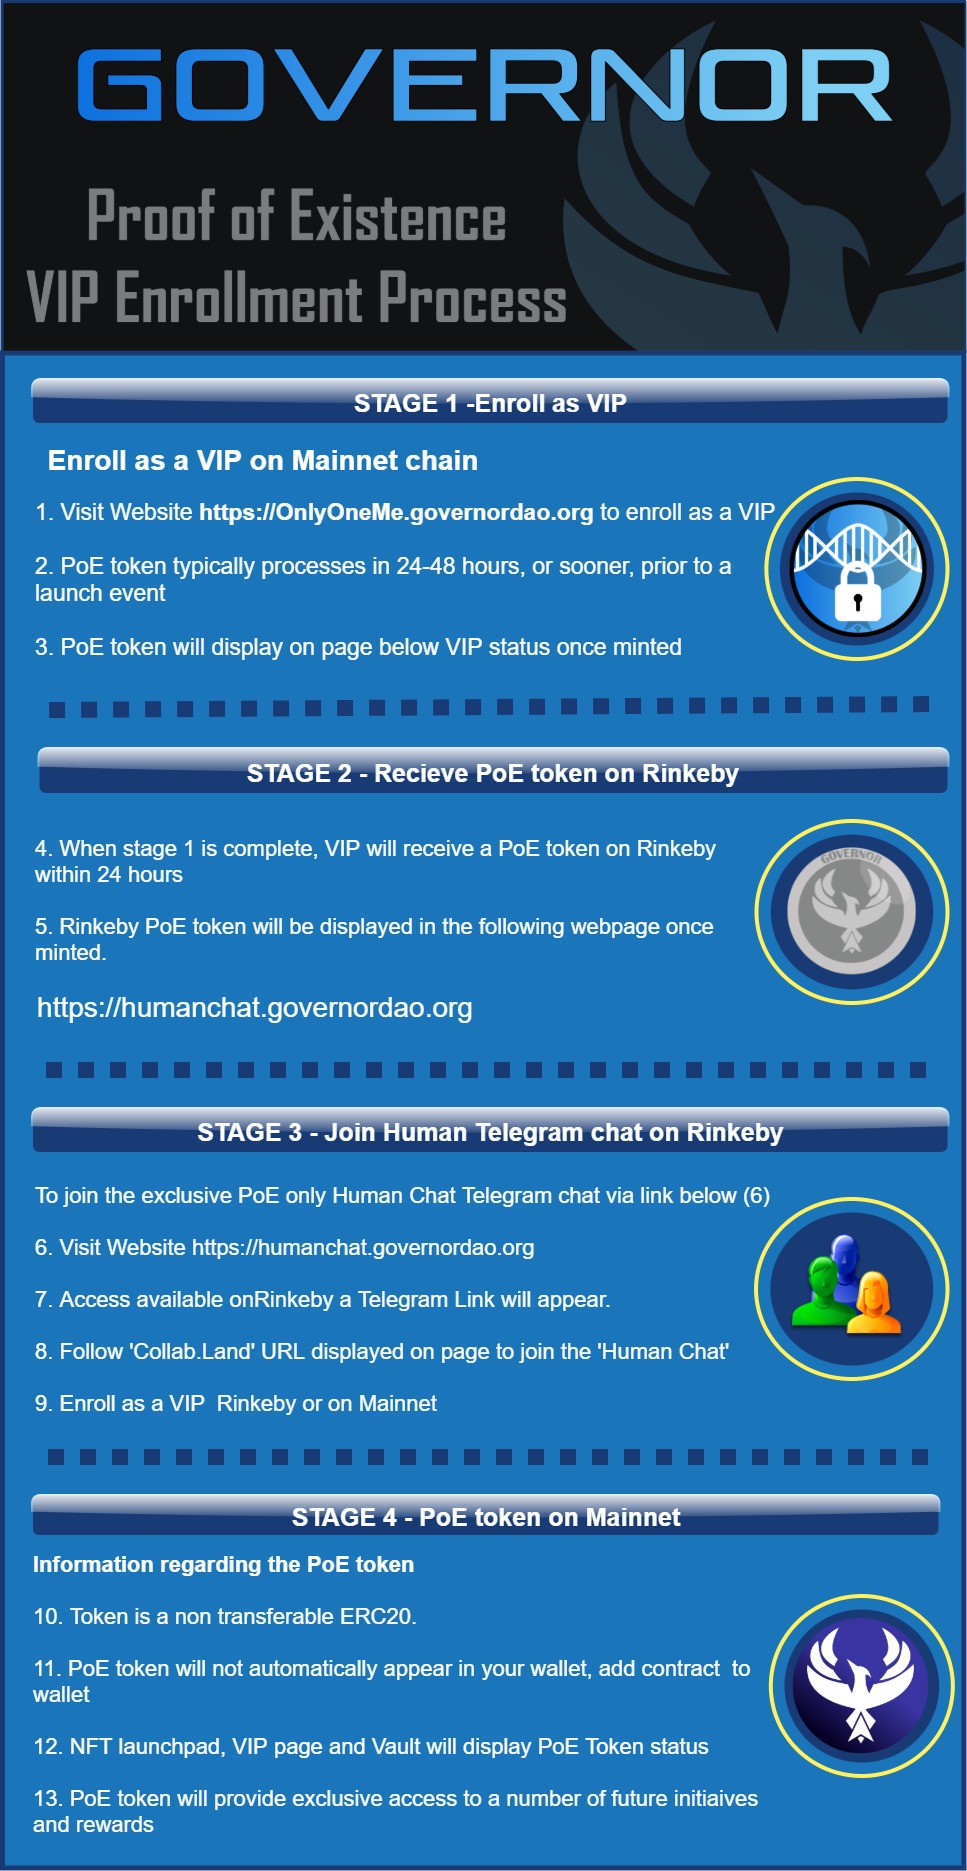 GOVERNOR
Proof of Existence
VIP Enrollment Process
STAGE 1 -Enroll as VIP
Enroll as a VIP on Mainnet chain
1. Visit Website https://OnlyOneMe.governordao.org to enroll as a VIP
2. PoE token typically processes in 24-48 hours, or sooner, prior to a
launch event
3. PoE token will display on page below VIP status once minted
STAGE 2 - Recieve PoE token on Rinkeby
4. When stage 1 is complete, VIP will receive a PoE token on Rinkeby
within 24 hours
GOVERNOR
5. Rinkeby PoE token will be displayed in the following webpage once
minted.
https://humanchat.governordao.org
STAGE 3 - Join Human Telegram chat on Rinkeby
To join the exclusive PoE only Human Chat Telegram chat via link below (6)
6. Visit Website https://humanchat.governordao.org
7. Access available onRinkeby a Telegram Link will appear.
8. Follow 'Collab.Land' URL displayed on page to join the 'Human Chat'
9. Enroll as a VIP  Rinkeby or on Mainnet
STAGE 4 - PoE token on Mainnet
Information regarding the PoE token
10. Token is a non transferable ERC20.
11. PoE token will not automatically appear in your wallet, add contract  to
wallet
12. NFT launchpad, VIP page and Vault will display PoE Token status
13. PoE token will provide exclusive access to a number of future initiaives
and rewards